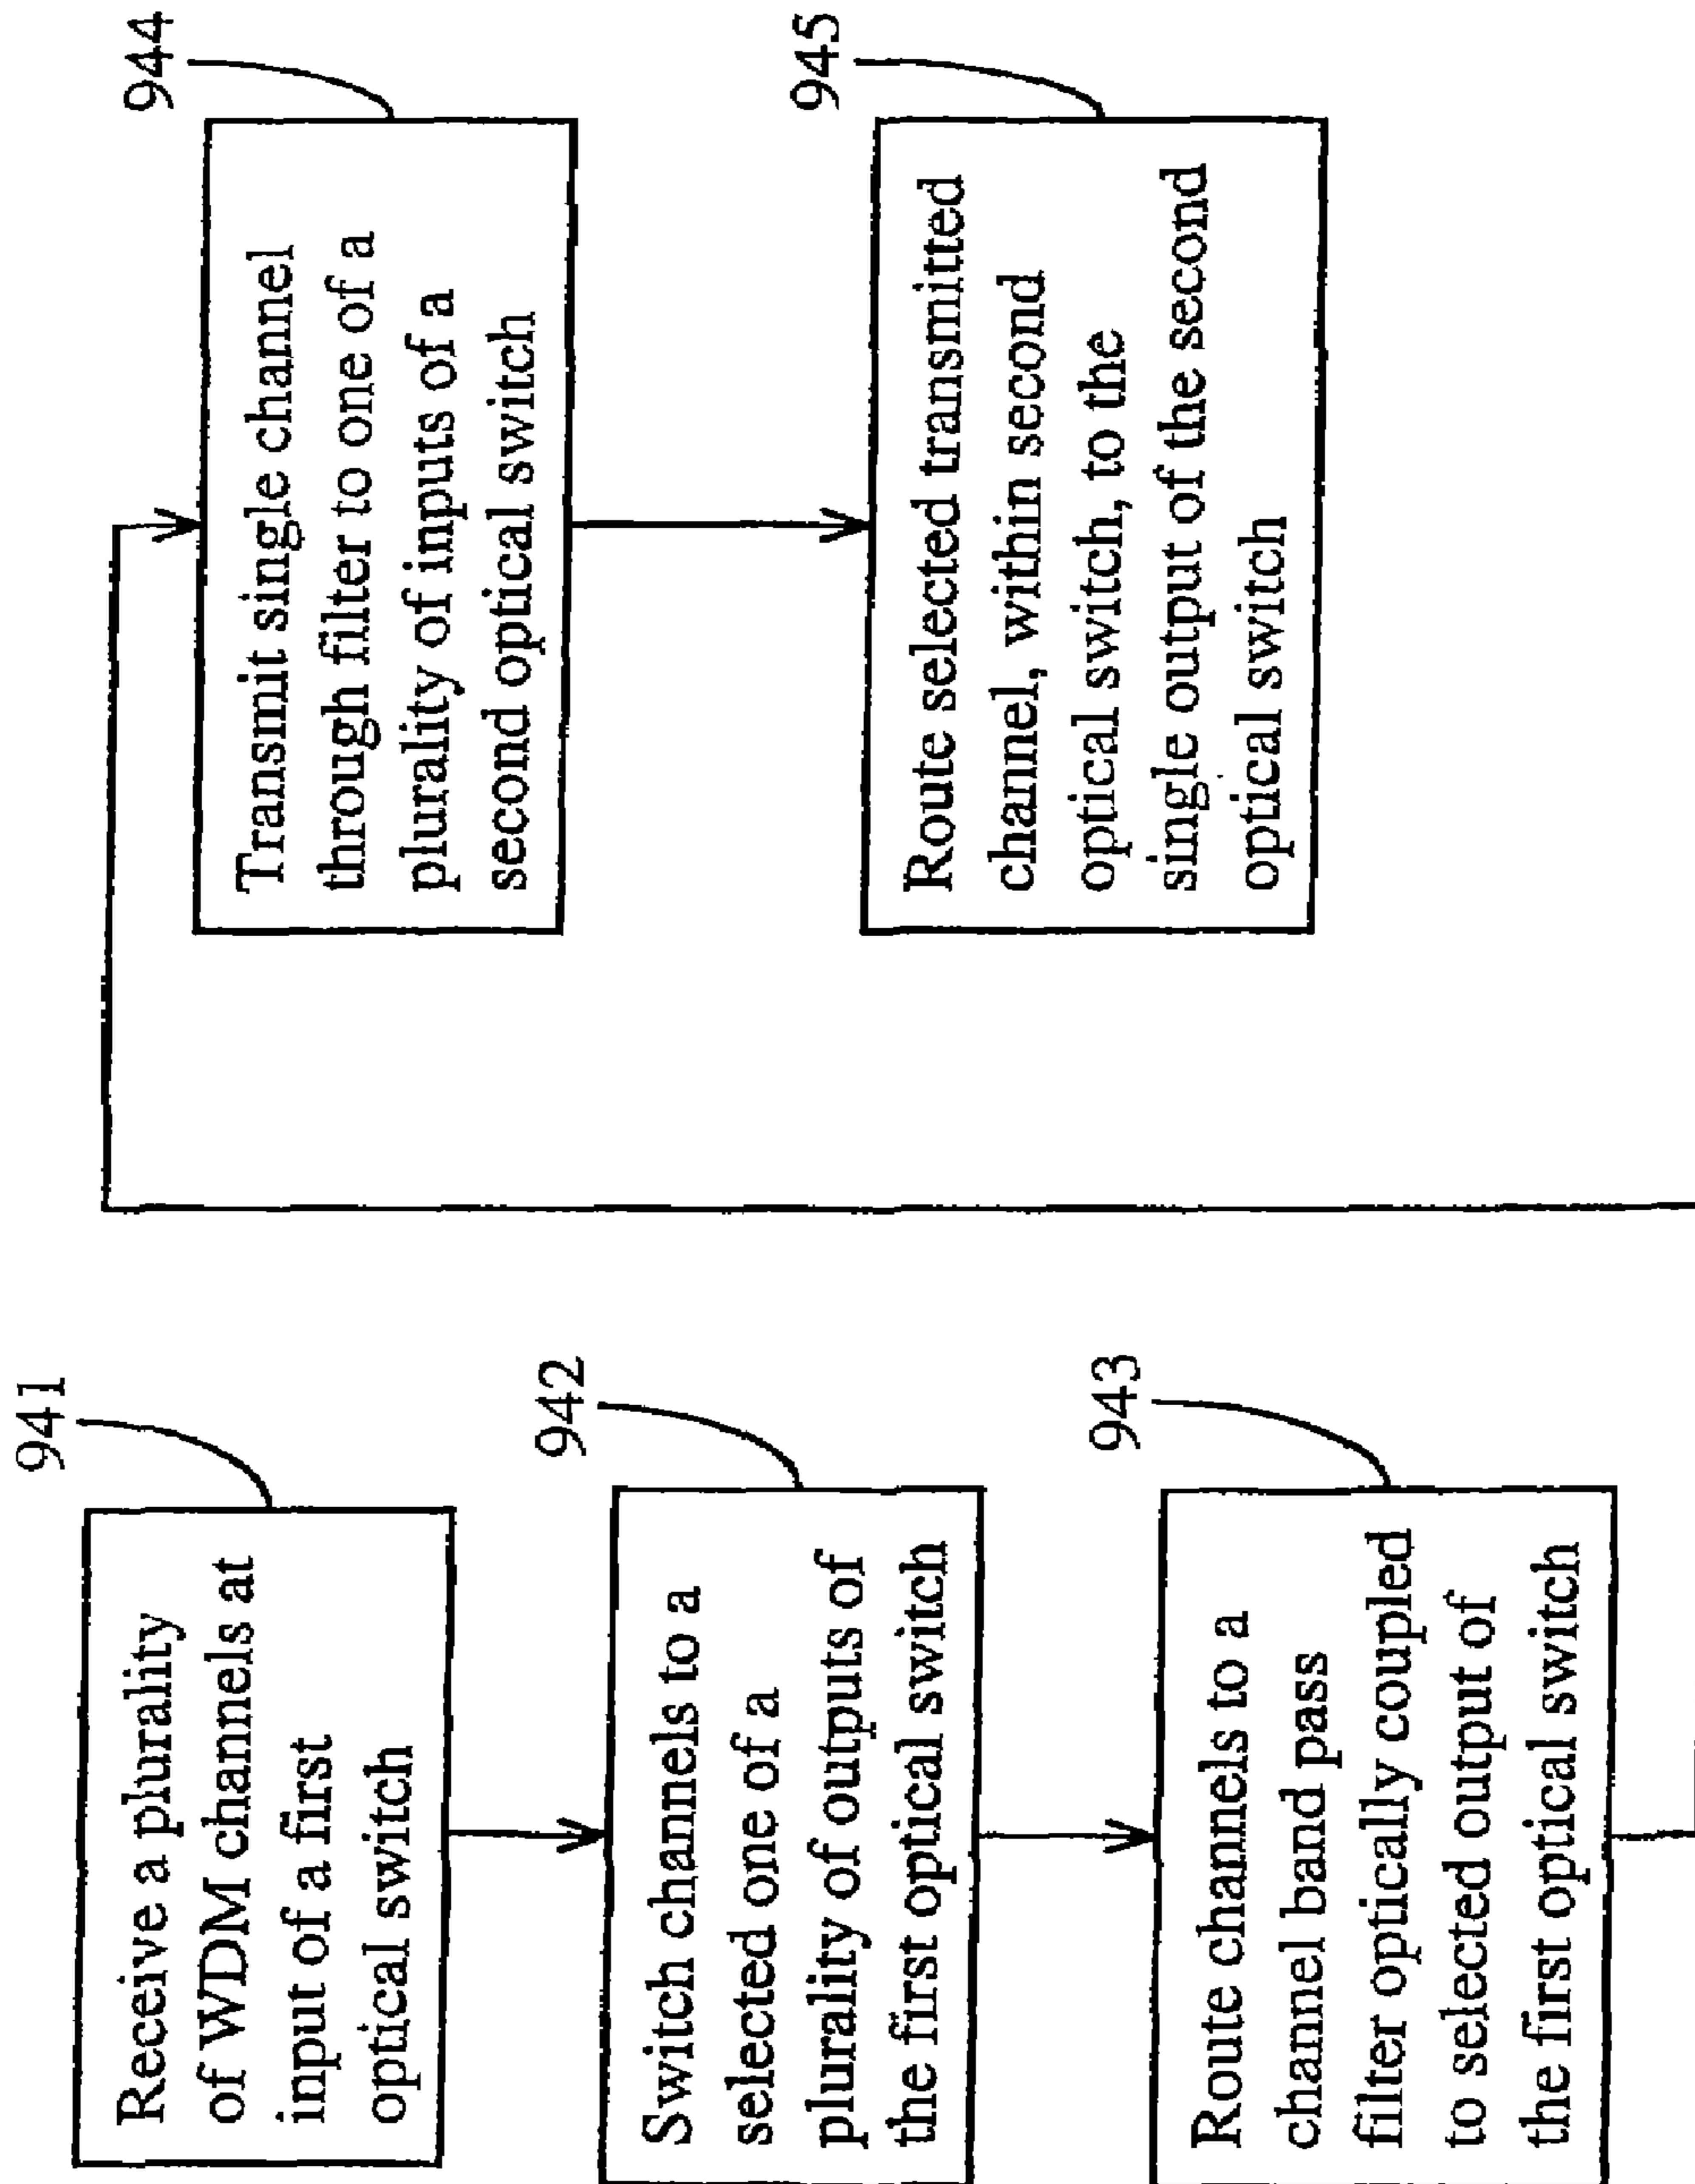 941
Receive a plurality
of WDM channels at
input of a first
optical switch
942
Switch channels to a
selected one of a
plurality of outputs of
the first optical switch
943
Route channels to a
channel band pass
filter optically coupled
to selected output of
the first optical switch
944
Transmit single channel
through filter to one of a
plurality of inputs of a
second optical switch
945
Route selected transmitted
channel, within second
optical switch, to the
single output of the second
optical switch